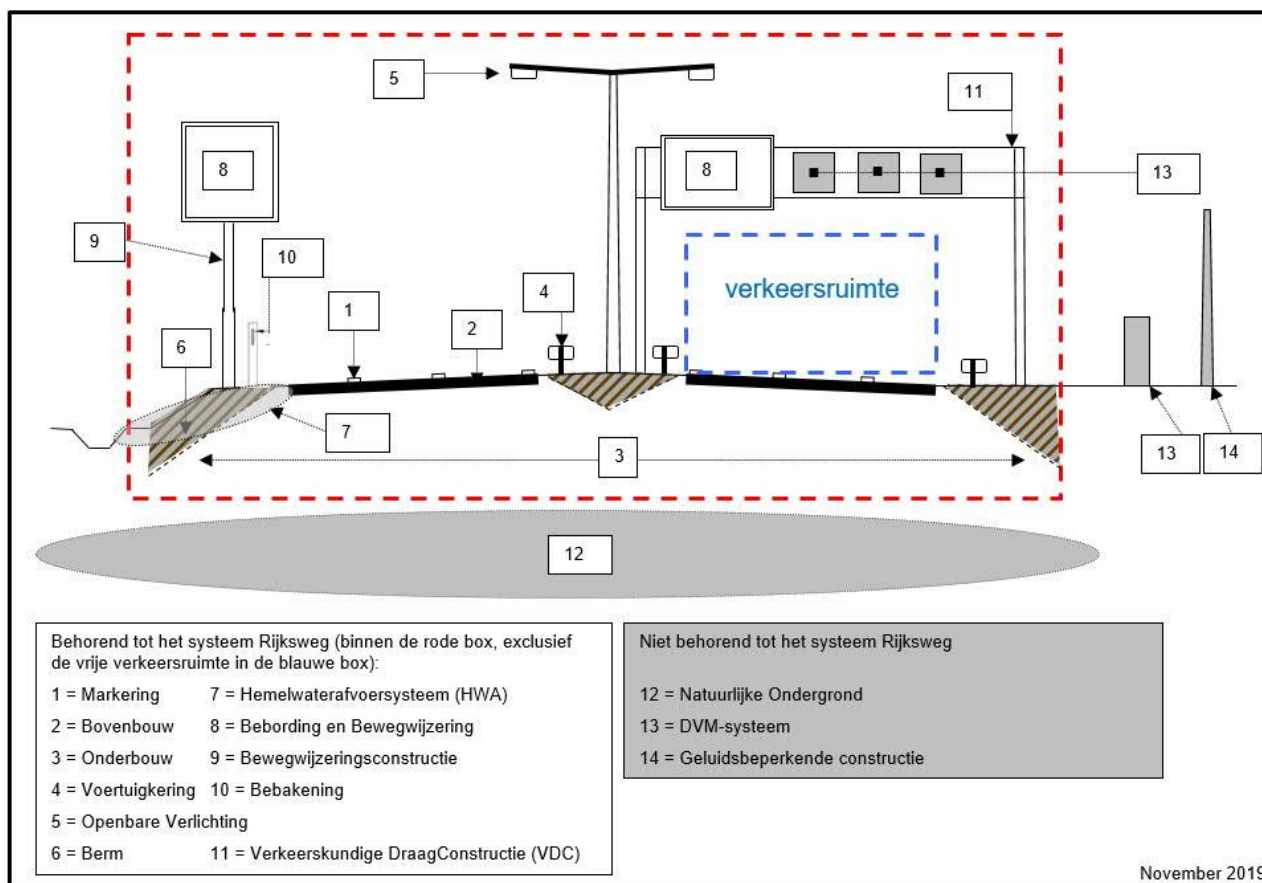 5
11
8
8
13
9
10
verkeersruimte
1
2
4
6
7
3
13
14
12
Behorend tot het systeem Rijksweg (binnen de rode box, exclusief
de vrije verkeersruimte in de blauwe box):
1 = Markering 7 = Hemelwaterafvoersysteem (HWA)
2 = Bovenbouw 8 = Bebording en Bewegwijzering
3 = Onderbouw 9 = Bewegwijzeringsconstructie
4 = Voertuigkering 10 = Bebakening
5 = Openbare Verlichting
6 = Berm 11 = Verkeerskundige DraagConstructie (VDC)
Niet behorend tot het systeem Rijksweg
12 = Natuurlijke Ondergrond
13 = DVM-systeem
14 = Geluidsbeperkende constructie
November 2019